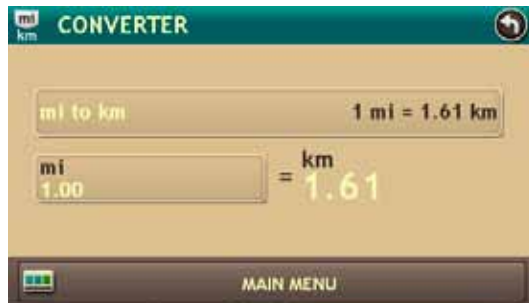 mi
km
CONVERTER
mi to km 1 mi = 1.61 km
mi
1.00
= km
1.61
MAIN MENU